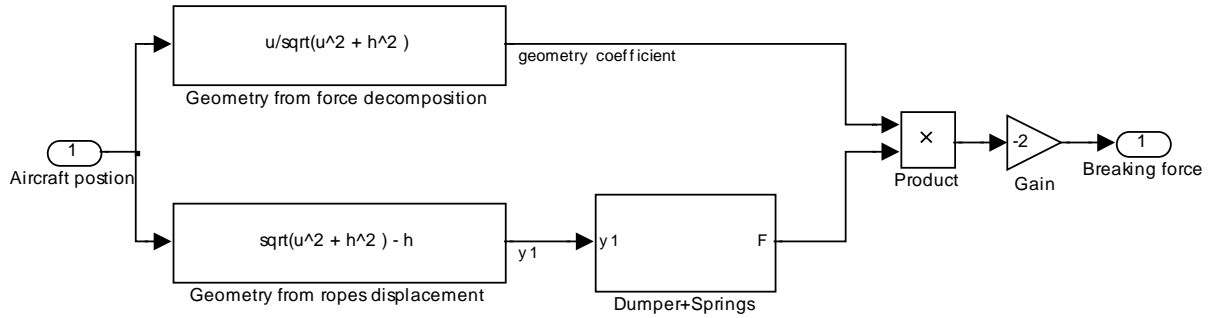 u/sqrt(u^2 + h^2 )
geometry coefficient
Geometry from force decomposition
1
Aircraft postion
×
Product
-2
Gain
1
Breaking force
sqrt(u^2 + h^2 ) - h
y1
Geometry from ropes displacement
y1
F
Dumper+Springs